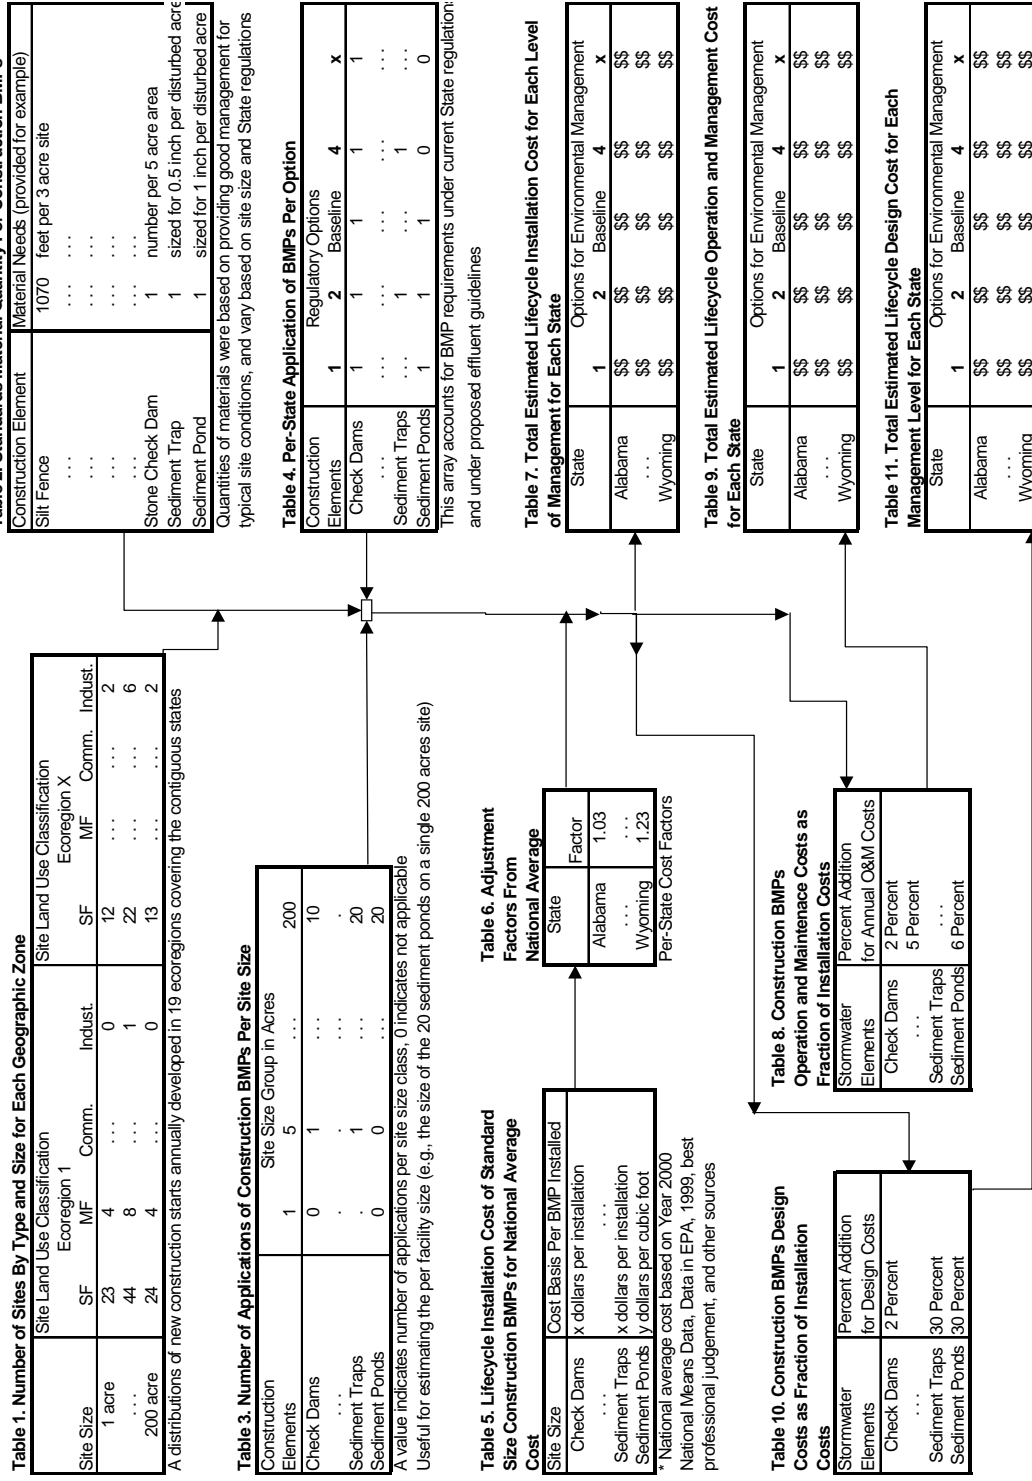 Table 1. Number of Sites By Type and Size for Each Geographic Zone
Site Land Use Classification Site Land Use Classification
Ecoregion 1 Ecoregion X
Site Size SF MF Comm. Indust. SF MF Comm. Indust.
1 acre 23 4 . . . 0 12 . . . . . . 2
. . . 44 8 . . . 1 22 . . . . . . 6
200 acre 24 4 . . . 0 13 . . . . . . 2
A distributions of new construction starts annually developed in 19 ecoregions covering the contiguous states
Construction Element Material Needs (provided for example)
Silt Fence 1070 feet per 3 acre site
. . . . . . . . .
. . . . . . . . .
. . . . . . . . .
. . . . . . . . .
Stone Check Dam 1 number per 5 acre area
Sediment Trap 1 sized for 0.5 inch per disturbed acre
Sediment Pond 1 sized for 1 inch per disturbed acre
Quantities of materials were based on providing good management for
typical site conditions, and vary based on site size and State regulations
Table 3. Number of Applications of Construction BMPs Per Site Size
Construction Site Size Group in Acres
Elements 1 5 . . . 200
Check Dams 0 1 . . . 10
. . . . . . . . .
Sediment Traps . 1 . . . 20
Sediment Ponds 0 0 . . . 20
A value indicates number of applications per site size class, 0 indicates not applicable
Useful for estimating the per facility size (e.g., the size of the 20 sediment ponds on a single 200 acres site)
Table 4. Per-State Application of BMPs Per Option
Construction Regulatory Options
Elements 1 2 Baseline 4 x
Check Dams 1 1 1 1 1
. . . . . . . . . . . .
Sediment Traps . . . 1 . . . 1 . . .
Sediment Ponds 1 1 1 0 0
This array accounts for BMP requirements under current State regulations
and under proposed effluent guidelines
Table 5. Lifecycle Installation Cost of Standard
Size Construction BMPs for National Average
Cost
Site Size Cost Basis Per BMP Installed
Check Dams x dollars per installation
. . . . . .
Sediment Traps x dollars per installation
Sediment Ponds y dollars per cubic foot
* National average cost based on Year 2000
National Means Data, Data in EPA, 1999, best
professional judgement, and other sources
Table 6. Adjustment
Factors From
National Average
State Factor
Alabama 1.03
. . . . . .
Wyoming 1.23
Per-State Cost Factors
Table 7. Total Estimated Lifecycle Installation Cost for Each Level
of Management for Each State
State Options for Environmental Management
1 2 Baseline 4 x
Alabama $$ $$ $$ $$ $$
. . . $$ $$ $$ $$ $$
Wyoming $$ $$ $$ $$ $$
Table 8. Construction BMPs
Operation and Maintenace Costs as
Fraction of Installation Costs
Stormwater Percent Addition
Elements for Annual O&M Costs
Check Dams 2 Percent
. . . 5 Percent
Sediment Traps . . .
Sediment Ponds 6 Percent
Table 9. Total Estimated Lifecycle Operation and Management Cost
for Each State
State Options for Environmental Management
1 2 Baseline 4 x
Alabama $$ $$ $$ $$ $$
. . . $$ $$ $$ $$ $$
Wyoming $$ $$ $$ $$ $$
Table 10. Construction BMPs Design
Costs as Fraction of Installation
Costs
Stormwater Percent Addition
Elements for Design Costs
Check Dams 2 Percent
. . .
Sediment Traps 30 Percent
Sediment Ponds 30 Percent
Table 11. Total Estimated Lifecycle Design Cost for Each
Management Level for Each State
State Options for Environmental Management
1 2 Baseline 4 x
Alabama $$ $$ $$ $$ $$
. . . $$ $$ $$ $$ $$
Wyoming $$ $$ $$ $$ $$